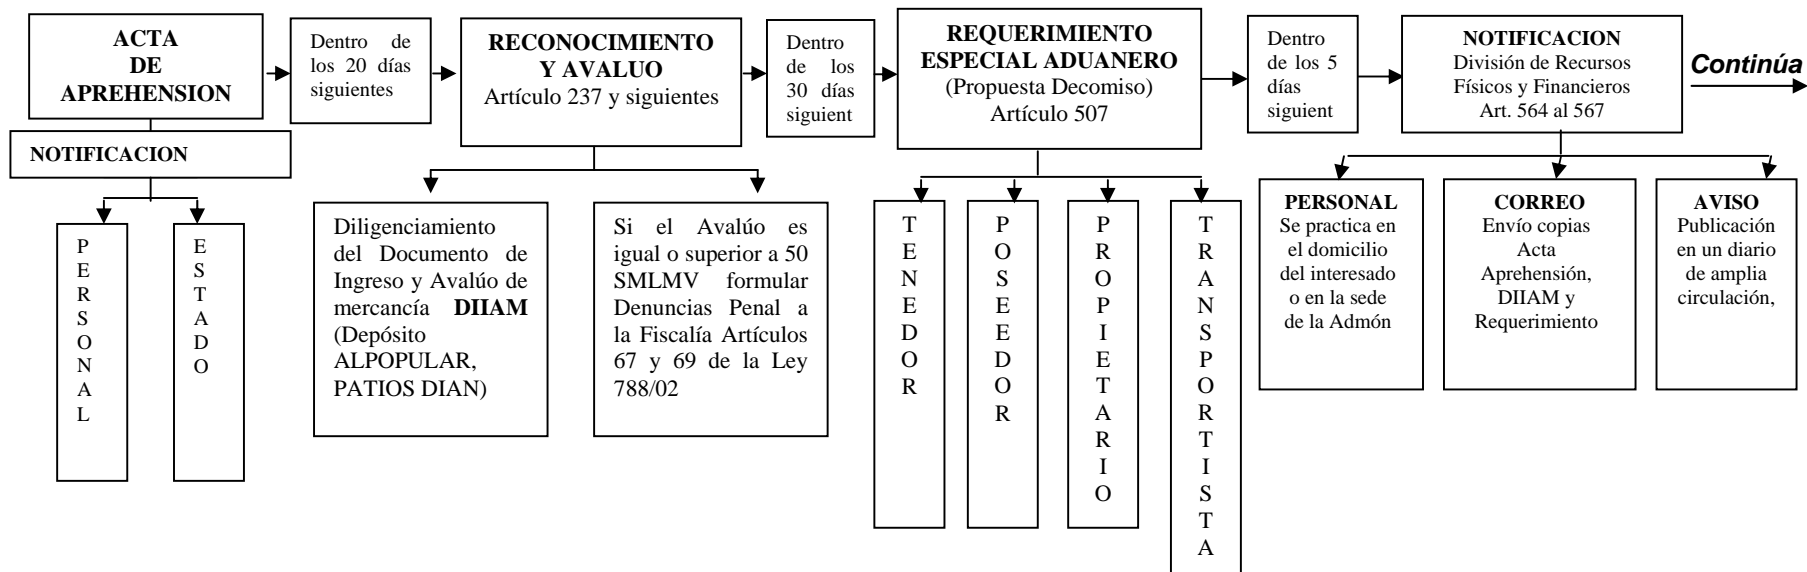 ACTA
DE
APREHENSION
NOTIFICACION
P
E
R
S
O
N
A
L
E
S
T
A
D
O
Dentro de
los 20 días
siguientes
RECONOCIMIENTO
Y AVALUO
Artículo 237 y siguientes
Diligenciamiento
del Documento de
Ingreso y Avalúo de
mercancía DIIAM
(Depósito
ALPOPULAR,
PATIOS DIAN)
Si el Avalúo es
igual o superior a 50
SMLMV formular
Denuncias Penal a
la Fiscalía Artículos
67 y 69 de la Ley
788/02
Dentro
de los
30 días
siguient
REQUERIMIENTO
ESPECIAL ADUANERO
(Propuesta Decomiso)
Artículo 507
T
E
N
E
D
O
R
P
O
S
E
E
D
O
R
P
R
O
P
I
E
T
A
R
I
O
T
R
A
N
S
P
O
R
T
I
S
T
A
Dentro
de los 5
días
siguient
NOTIFICACION
División de Recursos
Físicos y Financieros
Art. 564 al 567
Continúa
PERSONAL
Se practica en
el domicilio
del interesado
o en la sede
de la Admón
CORREO
Envío copias
Acta
Aprehensión,
DIIAM y
Requerimiento
AVISO
Publicación
en un diario
de amplia
circulación,